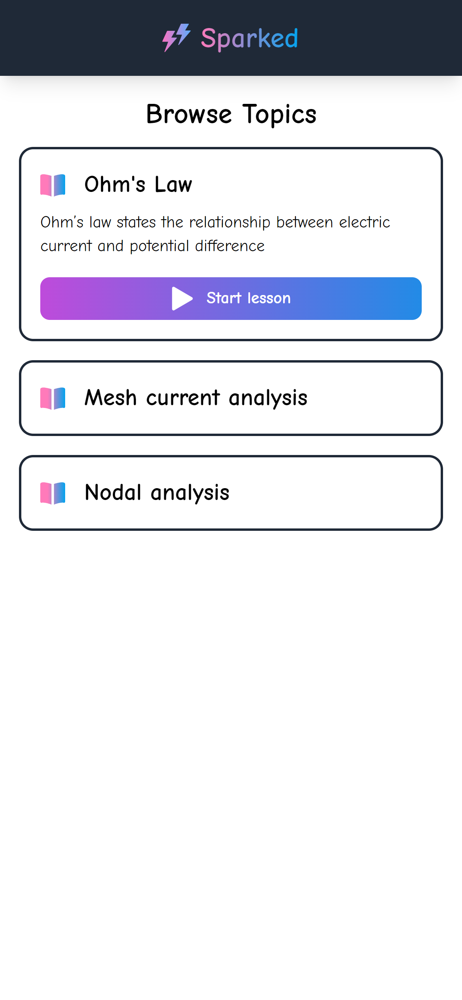 Sparked
Browse Topics
Ohm's Law
Ohm's law states the relationship between electric
current and potential difference
Start lesson
Mesh current analysis
Nodal analysis